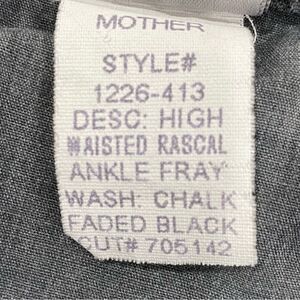 MOTHER
STYLE#
1226-413
DESC: HIGH
WAISTED RASCAL
ANKLE FRAY
WASH: CHALK
FADED BLACK
CUT# 705142